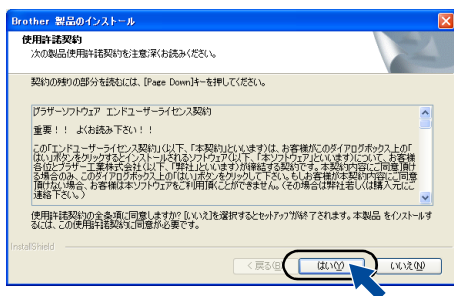 Brother 製品のインストール
使用許諾契約
次の製品使用許諾契約を注意深くお読みください。
契約の残りの部分を読むには、[Page Down]キーを押してください。
ブラザーソフトウェア エンドユーザーライセンス契約
重要！！ よくお読み下さい！！
この「エンドユーザーライセンス契約」(以下、「本契約」といいます)は、お客様がこのダイアログボックス上の「
はい」ボタンをクリックするとインストールされるソフトウェア(以下、「本ソフトウェア」といいます)について、お客様
各位とブラザー工業株式会社(以下、「弊社」といいます)が締結する契約です。本契約内容にご同意頂け
る場合のみ、このダイアログボックス上の「はい」ボタンをクリックして下さい。もしお客様が本契約内容にご同意
頂けない場合、お客様は本ソフトウェアをご利用頂くことができません。(その場合は弊社若しくは購入元にご
連絡下さい。)
使用許諾契約の全条項に同意しますか? [いいえ]を選択するとセットアップが終了されます。本製品 をインストールす
るには、この使用許諾契約に同意が必要です。
InstallShield
< 戻る(B)
はい(Y)
いいえ(N)